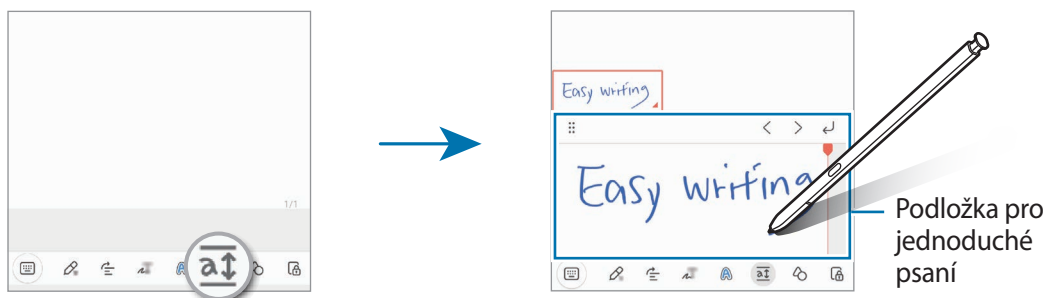 1/1
Easy writing
Easy writing
Podložka pro
jednoduché
psaní